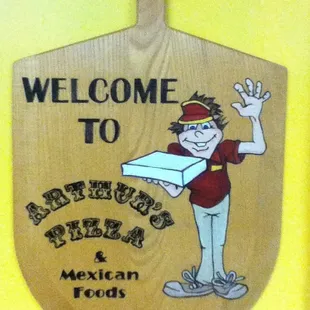 WELCOME
TO
ARTHUR'S
PIZZA
&
Mexican
Foods